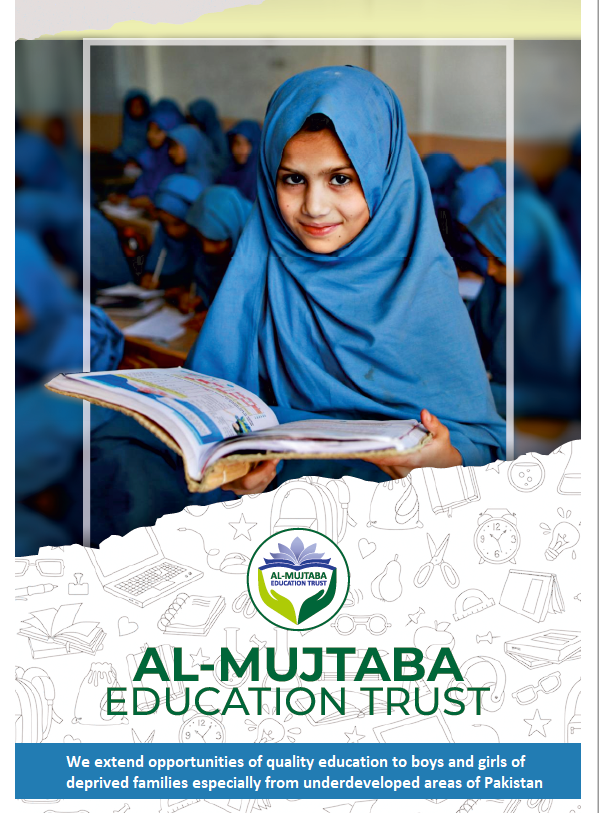 AL-MUJTABA
EDUCATION TRUST
AL-MUJTABA
EDUCATION TRUST
We extend opportunities of quality education to boys and girls of
deprived families especially from underdeveloped areas of Pakistan